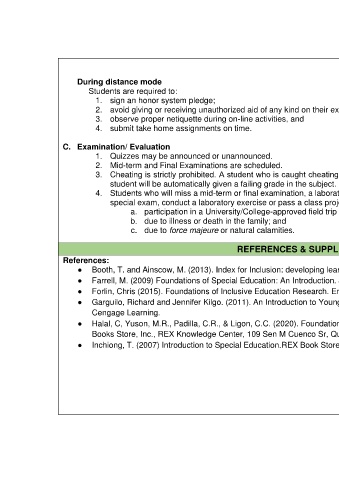 During distance mode
Students are required to:
1. sign an honor system pledge;
2. avoid giving or receiving unauthorized aid of any kind on their ex
3. observe proper netiquette during on-line activities, and
4. submit take home assignments on time.
C. Examination/ Evaluation
1. Quizzes may be announced or unannounced.
2. Mid-term and Final Examinations are scheduled.
3. Cheating is strictly prohibited. A student who is caught cheating
student will be automatically given a failing grade in the subject.
4. Students who will miss a mid-term or final examination, a laborat
special exam, conduct a laboratory exercise or pass a class proj
a. participation in a University/College-approved field trip
b. due to illness or death in the family; and
c. due to force majeure or natural calamities.
REFERENCES & SUPPL
References:
● Booth, T. and Ainscow, M. (2013). Index for Inclusion: developing lear
● Farrell, M. (2009) Foundations of Special Education: An Introduction.
● Forlin, Chris (2015). Foundations of Inclusive Education Research. Em
● Garguilo, Richard and Jennifer Kilgo. (2011). An Introduction to Young
Cengage Learning.
● Halal, C, Yuson, M.R., Padilla, C.R., & Ligon, C.C. (2020). Foundation
Books Store, Inc., REX Knowledge Center, 109 Sen M Cuenco Sr, Qu
● Inchiong, T. (2007) Introduction to Special Education.REX Book Store